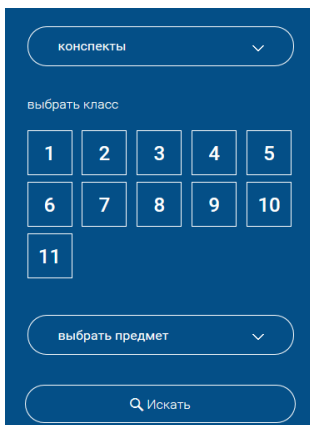 конспекты
выбрать класс
1 2 3 4 5
6 7 8 9 10
11
выбрать предмет
Искать